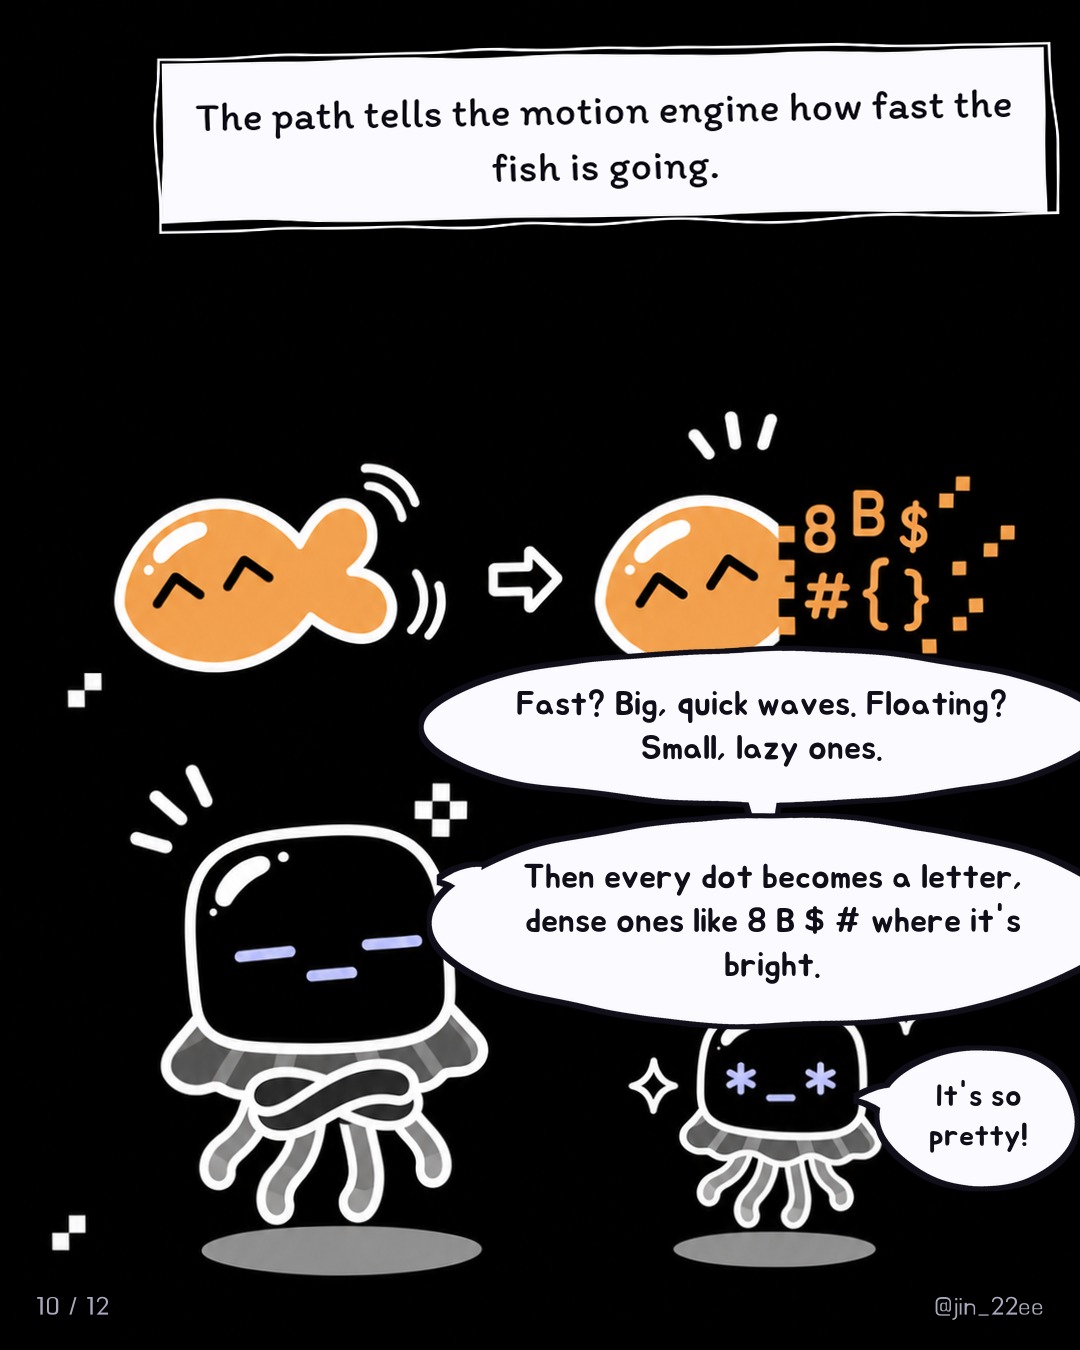 The path tells the motion engine how fast the
fish is going.
8 B $
# { }
Fast? Big, quick waves. Floating?
Small, lazy ones.
Then every dot becomes a letter,
dense ones like 8 B $ # where it's
bright.
It's so
pretty!
10 / 12
@jin_22ee